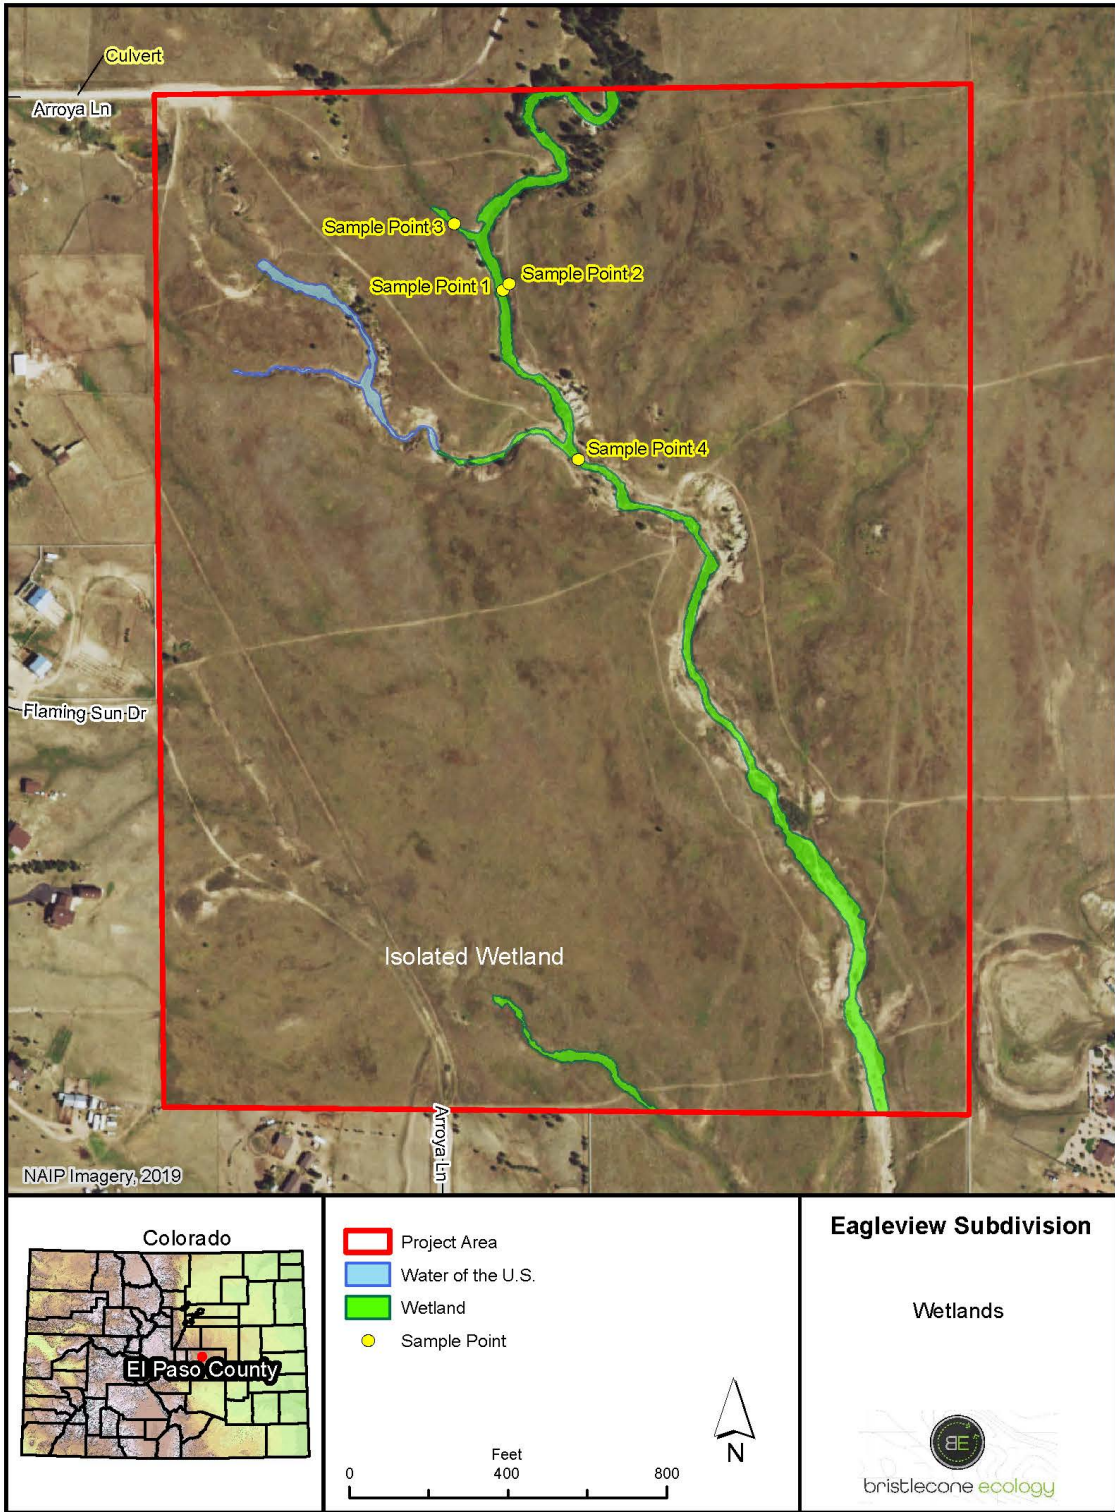 Culvert
Arroya Ln
Sample Point 3
Sample Point 2
Sample Point 1
Sample Point 4
Flaming Sun Dr
Isolated Wetland
Arroya Ln
NAIP Imagery, 2019
Colorado
El Paso County
Project Area
Water of the U.S.
Wetland
Sample Point
Feet
0 400 800
N
Eagleview Subdivision
Wetlands
BE
bristlecone ecology